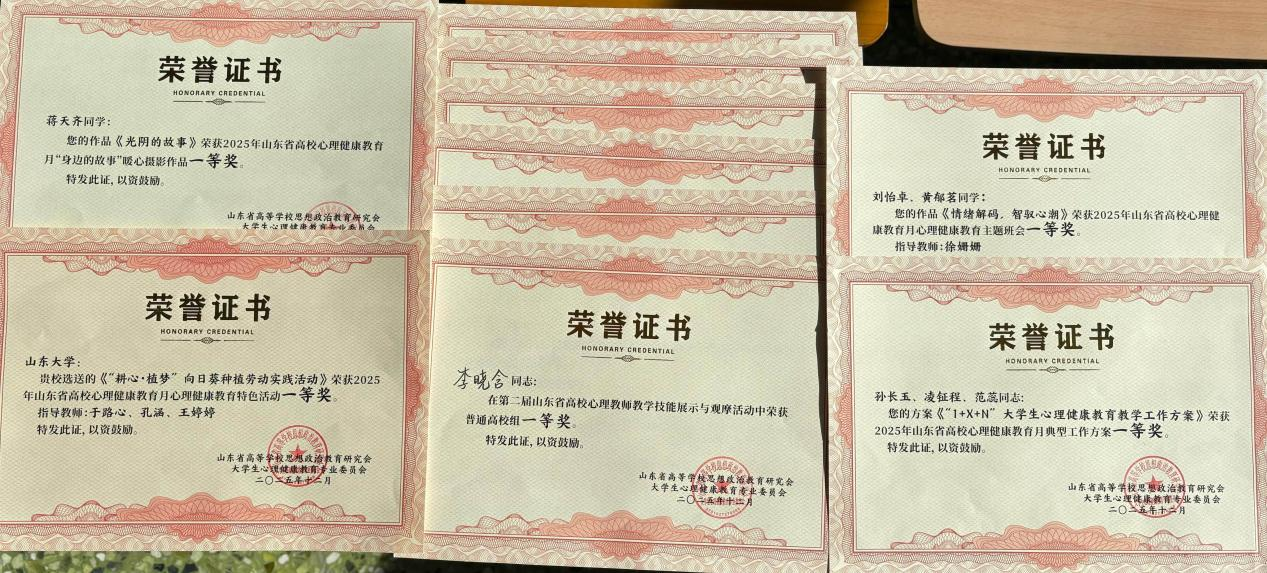 荣誉证书
HONORARY CREDENTIAL
蒋天齐同学：
您的作品《光阴的故事》荣获2025年山东省高校心理健康教育
月“身边的故事”暖心摄影作品一等奖。
特发此证，以资鼓励。
山东省高等学校思想政治教育研究会
大学生心理健康教育专业委员会
荣誉证书
HONORARY CREDENTIAL
山东大学：
贵校选送的《“耕心·植梦”向日葵种植劳动实践活动》荣获2025
年山东省高校心理健康教育月心理健康教育特色活动一等奖。
指导教师：于路心、孔涵、王婷婷
特发此证，以资鼓励。
山东省高等学校思想政治教育研究会
大学生心理健康教育专业委员会
二〇二五年十二月
荣誉证书
HONORARY CREDENTIAL
李晓含同志：
在第二届山东省高校心理教师教学技能展示与观摩活动中荣获
普通高校组一等奖。
特发此证，以资鼓励。
山东省高等学校思想政治教育研究会
大学生心理健康教育专业委员会
二〇二五年十二月
荣誉证书
HONORARY CREDENTIAL
刘怡卓、黄郁茗同学：
您的作品《情绪解码，智驭心潮》荣获2025年山东省高校心理健
康教育月心理健康教育主题班会一等奖。
指导教师：徐姗姗
荣誉证书
HONORARY CREDENTIAL
孙长玉、凌征程、范蕊同志：
您的方案《“1+X+N”大学生心理健康教育教学工作方案》荣获
2025年山东省高校心理健康教育月典型工作方案一等奖。
特发此证，以资鼓励。
山东省高等学校思想政治教育研究会
大学生心理健康教育专业委员会
二〇二五年十二月